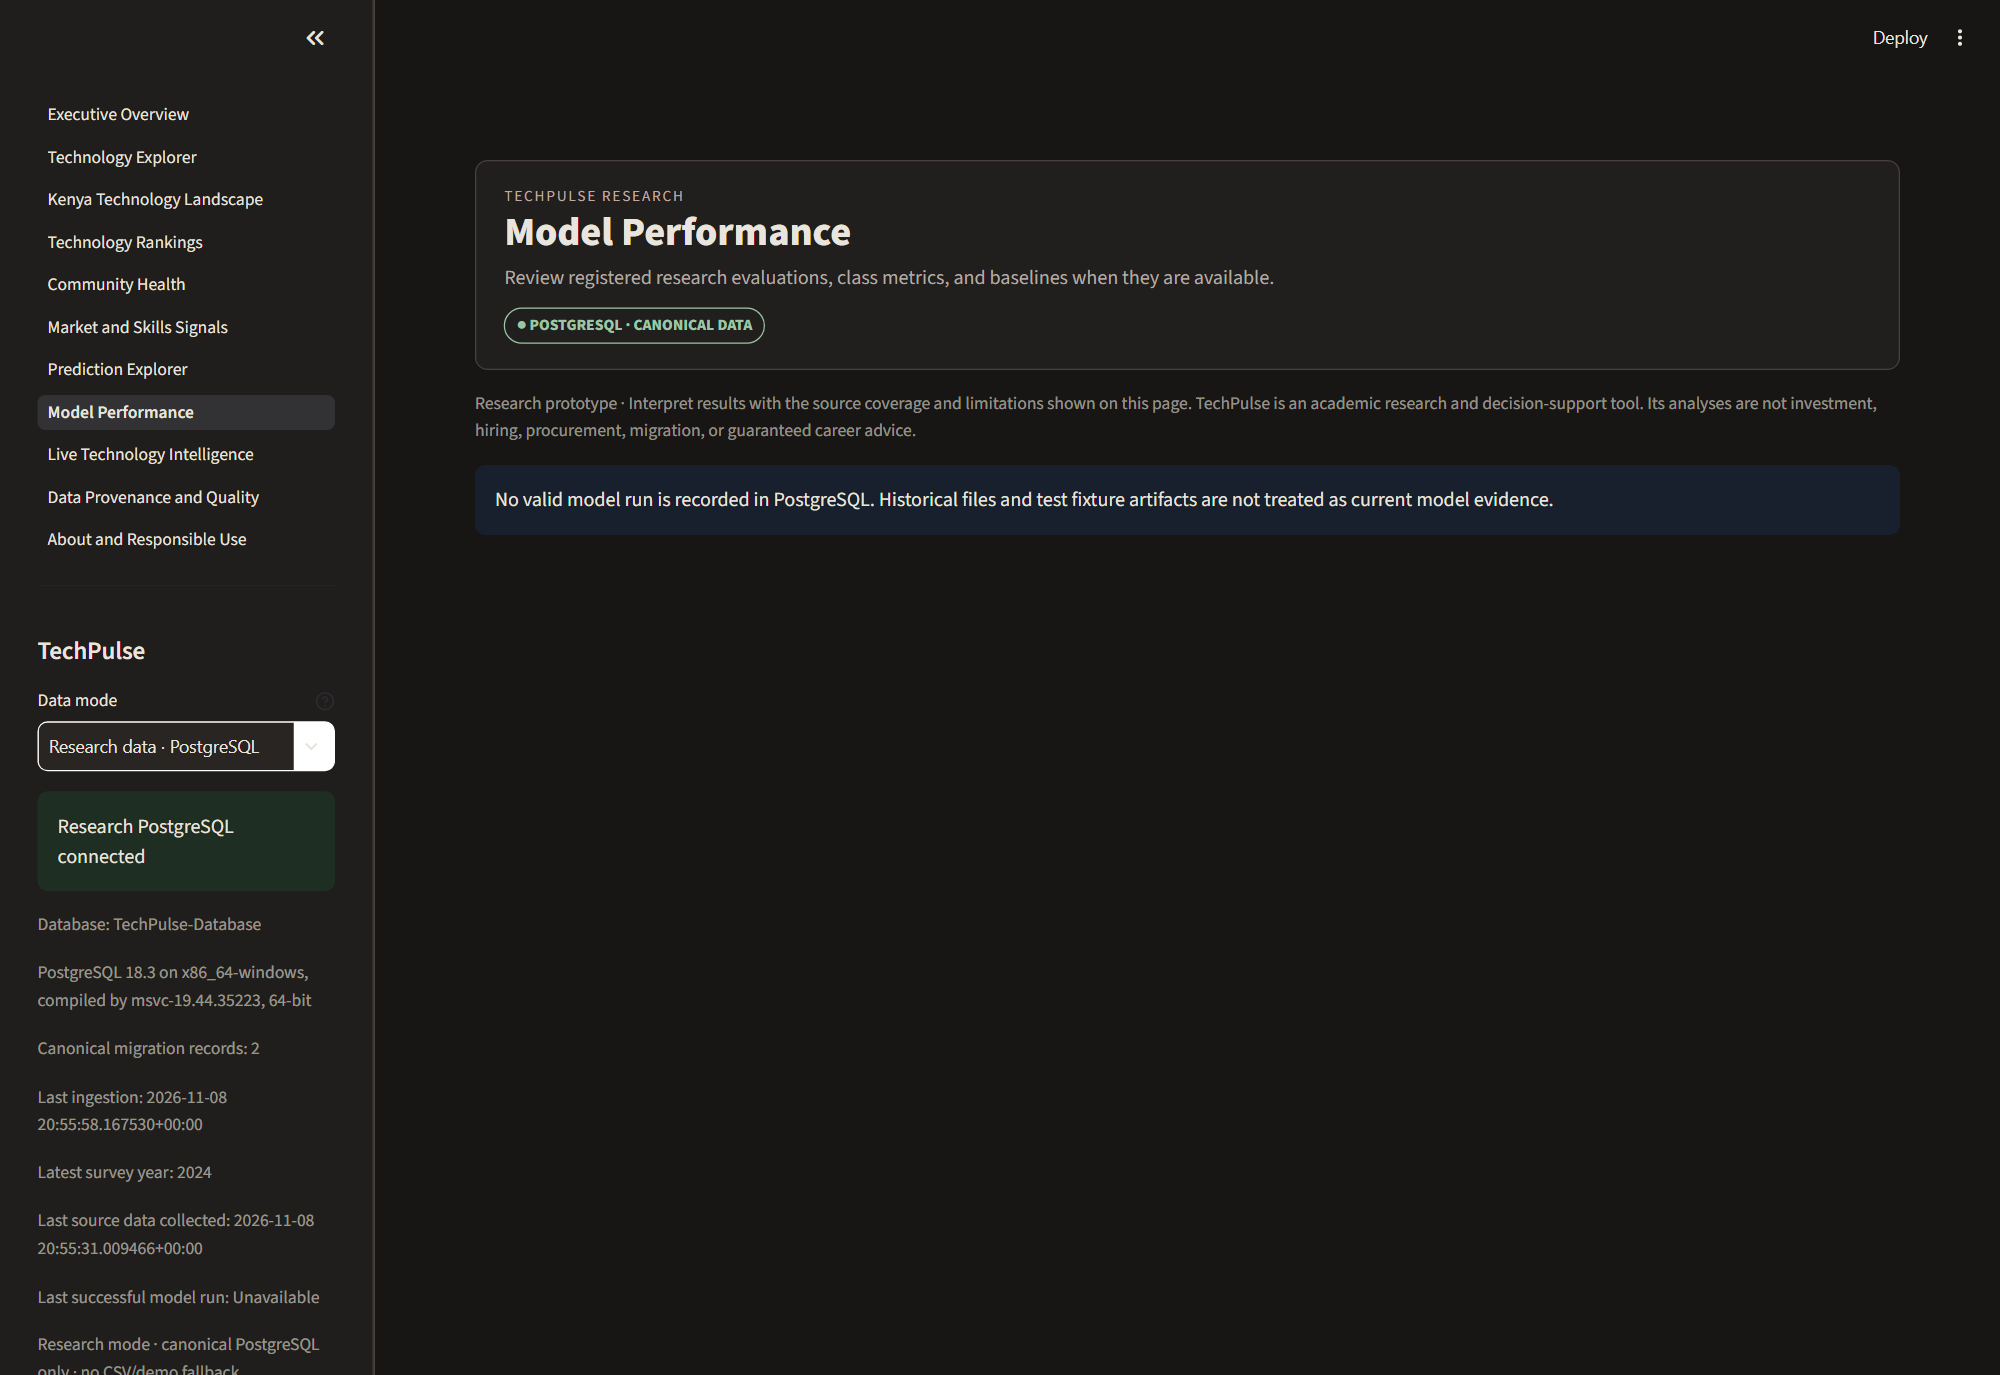 Deploy
Executive Overview
Technology Explorer
Kenya Technology Landscape
Technology Rankings
Community Health
Market and Skills Signals
Prediction Explorer
Model Performance
Live Technology Intelligence
Data Provenance and Quality
About and Responsible Use
TechPulse
Data mode
Research data · PostgreSQL
Research PostgreSQL
connected
Database: TechPulse-Database
PostgreSQL 18.3 on x86_64-windows,
compiled by msvc-19.44.35223, 64-bit
Canonical migration records: 2
Last ingestion: 2026-11-08
20:55:58.167530+00:00
Latest survey year: 2024
Last source data collected: 2026-11-08
20:55:31.009466+00:00
Last successful model run: Unavailable
Research mode · canonical PostgreSQL
only · no CSV/demo fallback
TECHPULSE RESEARCH
Model Performance
Review registered research evaluations, class metrics, and baselines when they are available.
POSTGRESQL · CANONICAL DATA
Research prototype · Interpret results with the source coverage and limitations shown on this page. TechPulse is an academic research and decision-support tool. Its analyses are not investment,
hiring, procurement, migration, or guaranteed career advice.
No valid model run is recorded in PostgreSQL. Historical files and test fixture artifacts are not treated as current model evidence.